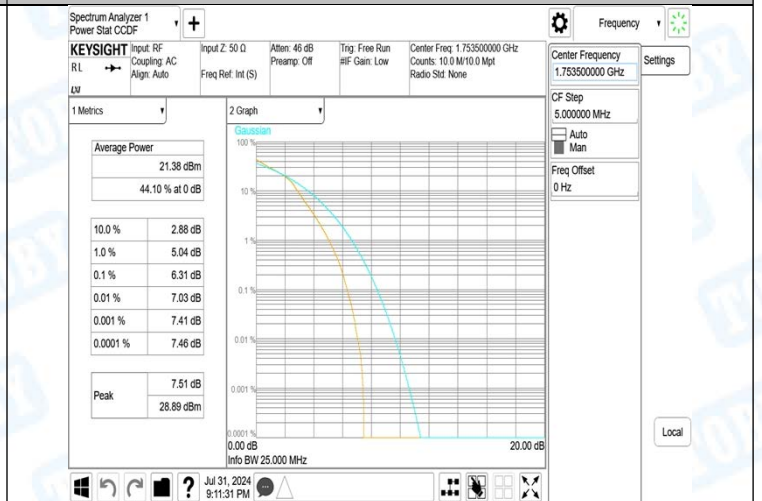 Spectrum Analyzer 1
Power Stat CCDF
Frequency
KEYSIGHT
Input: RF
Coupling: AC
Align: Auto
Input Z: 50 Ω
Freq Ref: Int (S)
Atten: 46 dB
Preamp: Off
Trig: Free Run
#IF Gain: Low
Center Freq: 1.753500000 GHz
Counts: 10.0 M/10.0 Mpt
Radio Std: None
RL
Center Frequency
1.753500000 GHz
Settings
CF Step
5.000000 MHz
Auto
Man
Freq Offset
0 Hz
Local
1 Metrics
Average Power
21.38 dBm
44.10 % at 0 dB
10.0 % 2.88 dB
1.0 % 5.04 dB
0.1 % 6.31 dB
0.01 % 7.03 dB
0.001 % 7.41 dB
0.0001 % 7.46 dB
Peak
7.51 dB
28.89 dBm
2 Graph
Gaussian
100 %
10 %
1 %
0.1 %
0.01 %
0.001 %
0.0001 %
0.00 dB 20.00 dB
Info BW 25.000 MHz
Jul 31, 2024
9:11:31 PM